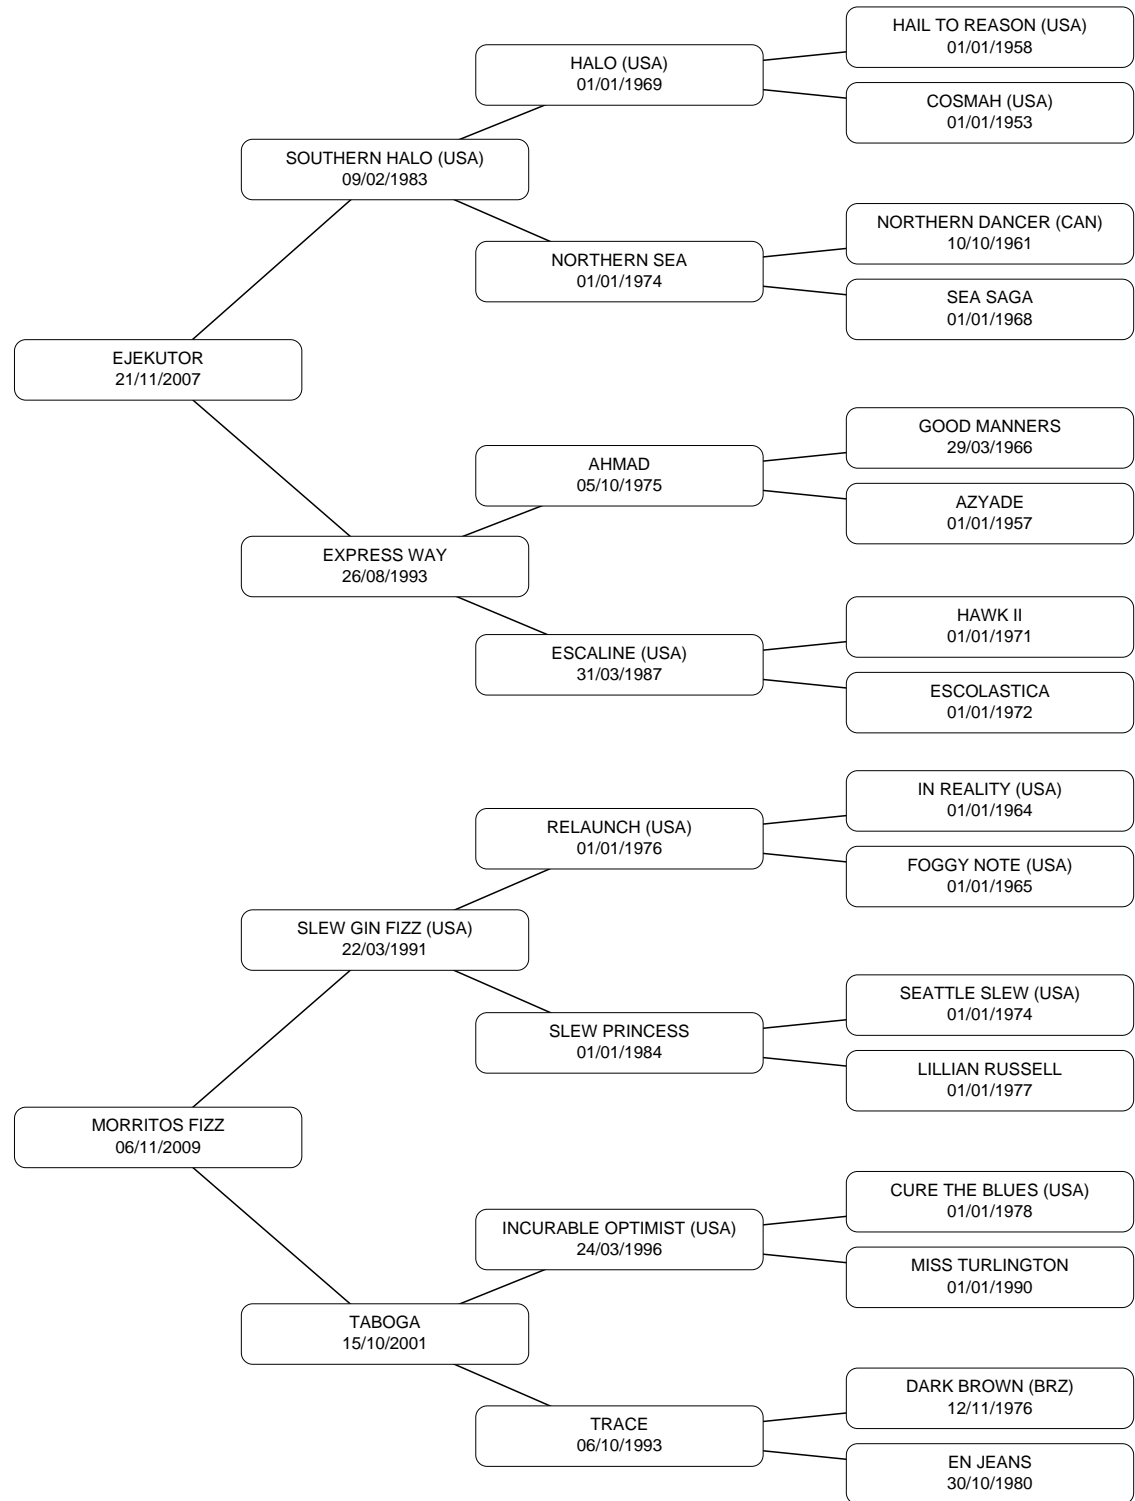 HAIL TO REASON (USA)
01/01/1958
HALO (USA)
01/01/1969
COSMAH (USA)
01/01/1953
SOUTHERN HALO (USA)
09/02/1983
NORTHERN DANCER (CAN)
10/10/1961
NORTHERN SEA
01/01/1974
SEA SAGA
01/01/1968
EJEKUTOR
21/11/2007
GOOD MANNERS
29/03/1966
AHMAD
05/10/1975
AZYADE
01/01/1957
EXPRESS WAY
26/08/1993
HAWK II
01/01/1971
ESCALINE (USA)
31/03/1987
ESCOLASTICA
01/01/1972
IN REALITY (USA)
01/01/1964
RELAUNCH (USA)
01/01/1976
FOGGY NOTE (USA)
01/01/1965
SLEW GIN FIZZ (USA)
22/03/1991
SEATTLE SLEW (USA)
01/01/1974
SLEW PRINCESS
01/01/1984
LILLIAN RUSSELL
01/01/1977
MORRITOS FIZZ
06/11/2009
CURE THE BLUES (USA)
01/01/1978
INCURABLE OPTIMIST (USA)
24/03/1996
MISS TURLINGTON
01/01/1990
TABOGA
15/10/2001
DARK BROWN (BRZ)
12/11/1976
TRACE
06/10/1993
EN JEANS
30/10/1980